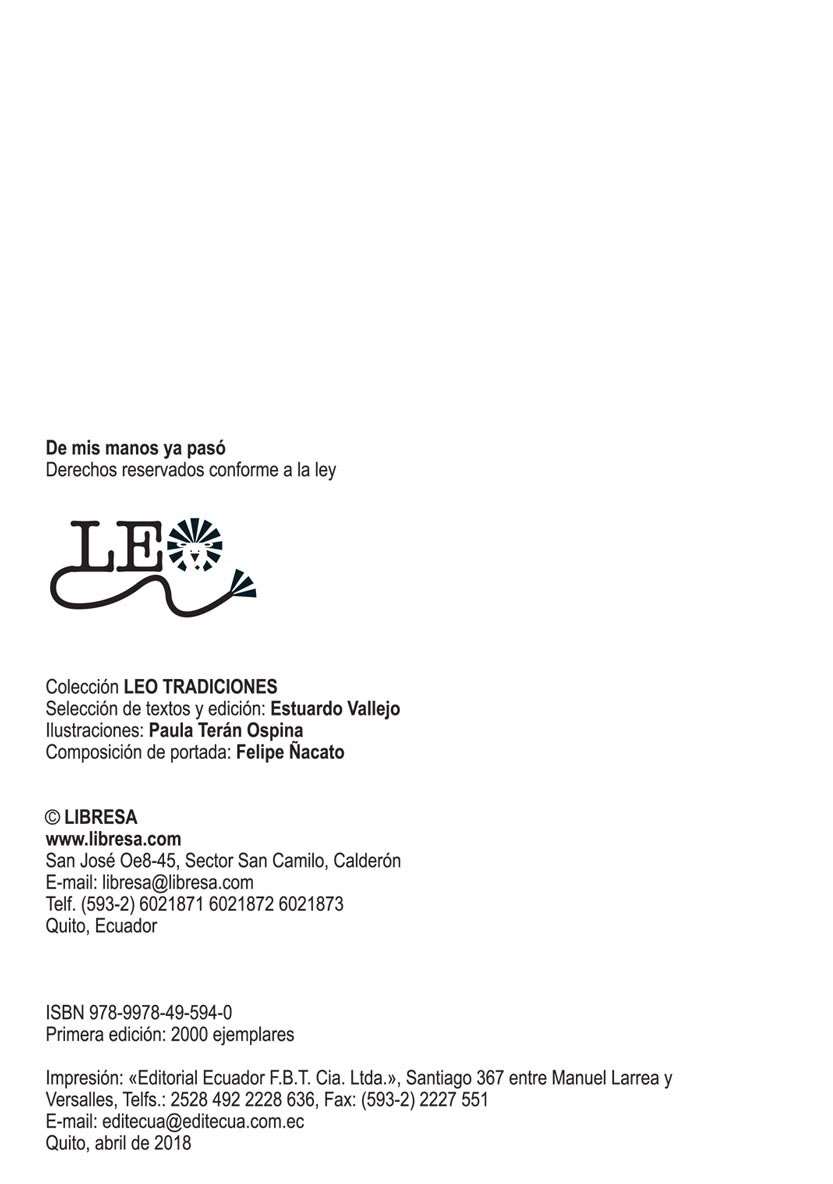 De mis manos ya pasó
Derechos reservados conforme a la ley
LEO
Colección LEO TRADICIONES
Selección de textos y edición: Estuardo Vallejo
Ilustraciones: Paula Terán Ospina
Composición de portada: Felipe Ñacato
© LIBRESA
www.libresa.com
San José Oe8-45, Sector San Camilo, Calderón
E-mail: libresa@libresa.com
Telf. (593-2) 6021871 6021872 6021873
Quito, Ecuador
ISBN 978-9978-49-594-0
Primera edición: 2000 ejemplares
Impresión: «Editorial Ecuador F.B.T. Cia. Ltda.», Santiago 367 entre Manuel Larrea y
Versalles, Telfs.: 2528 492 2228 636, Fax: (593-2) 2227 551
E-mail: editecua@editecua.com.ec
Quito, abril de 2018